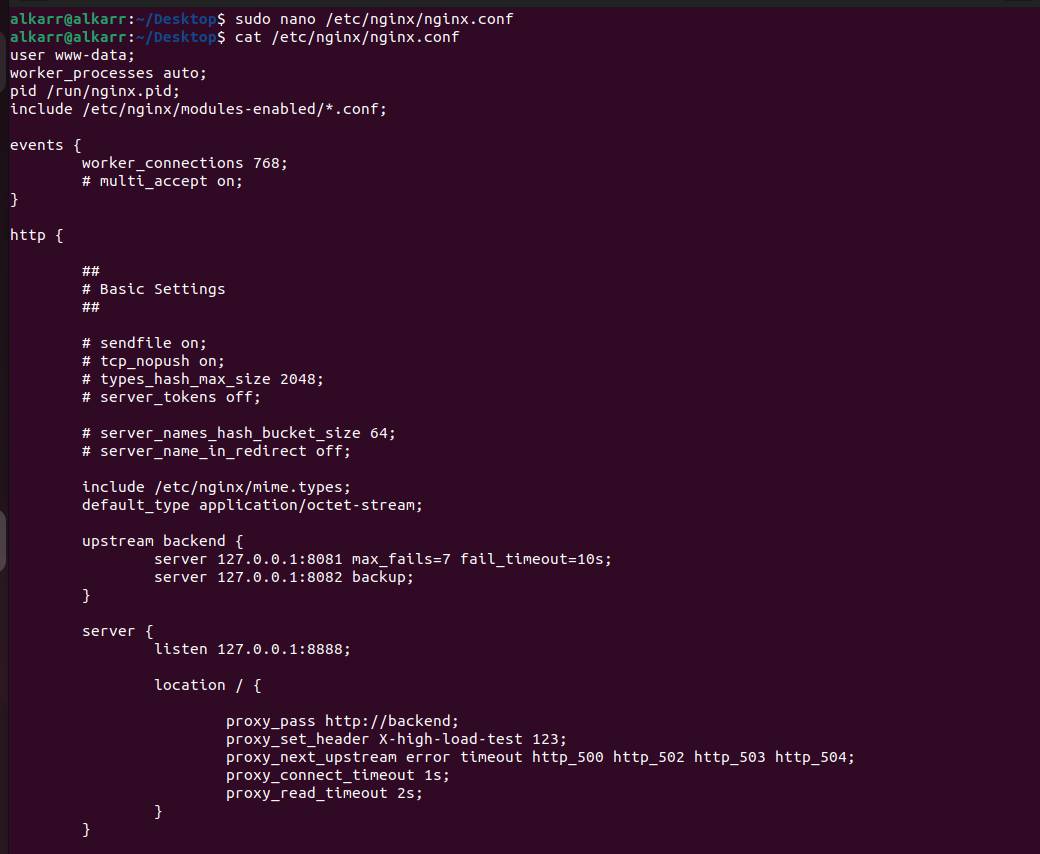 alkarr@alkarr:~/Desktop$ sudo nano /etc/nginx/nginx.conf
alkarr@alkarr:~/Desktop$ cat /etc/nginx/nginx.conf
user www-data;
worker_processes auto;
pid /run/nginx.pid;
include /etc/nginx/modules-enabled/*.conf;

events {
        worker_connections 768;
        # multi_accept on;
}

http {

        ##
        # Basic Settings
        ##

        # sendfile on;
        # tcp_nopush on;
        # types_hash_max_size 2048;
        # server_tokens off;

        # server_names_hash_bucket_size 64;
        # server_name_in_redirect off;

        include /etc/nginx/mime.types;
        default_type application/octet-stream;

        upstream backend {
                server 127.0.0.1:8081 max_fails=7 fail_timeout=10s;
                server 127.0.0.1:8082 backup;
        }

        server {
                listen 127.0.0.1:8888;

                location / {

                        proxy_pass http://backend;
                        proxy_set_header X-high-load-test 123;
                        proxy_next_upstream error timeout http_500 http_502 http_503 http_504;
                        proxy_connect_timeout 1s;
                        proxy_read_timeout 2s;
                }
        }